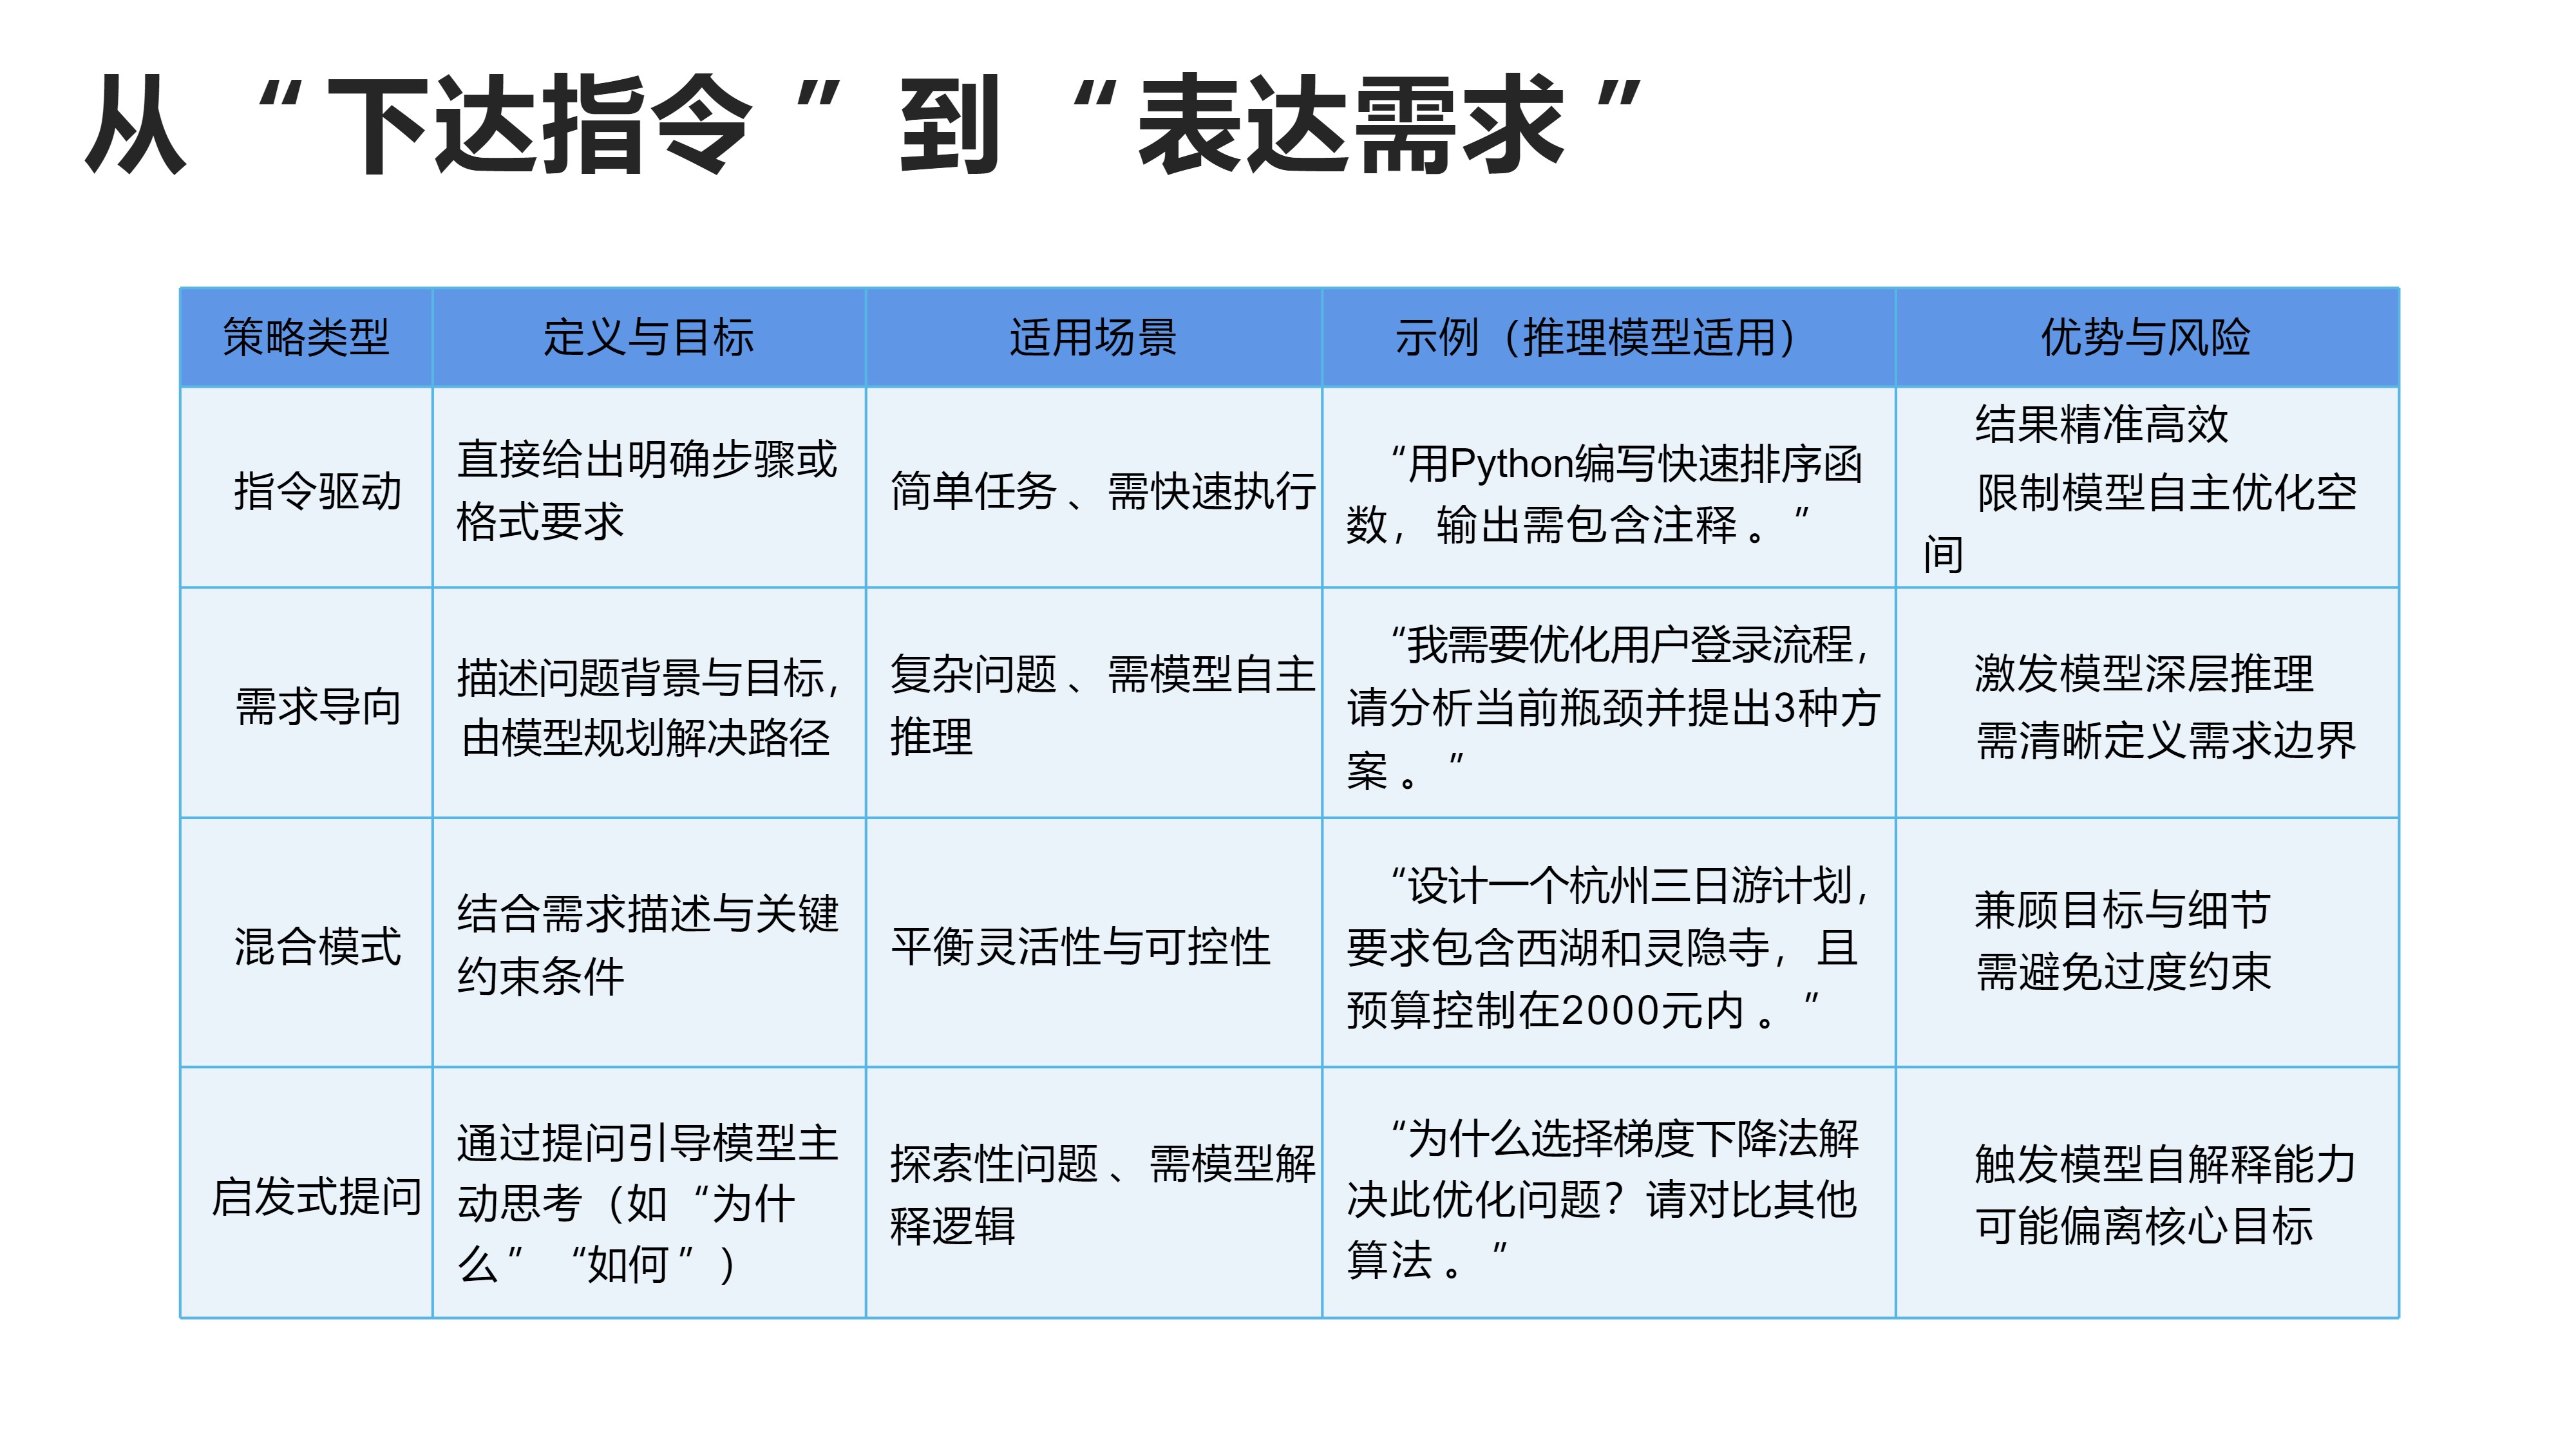 从“下达指令”到“表达需求”
策略类型
定义与目标
适用场景
示例（推理模型适用）
优势与风险
指令驱动
直接给出明确步骤或
格式要求
简单任务、需快速执行
“用Python编写快速排序函
数，输出需包含注释。”
结果精准高效
限制模型自主优化空
间
需求导向
描述问题背景与目标，
由模型规划解决路径
复杂问题、需模型自主
推理
“我需要优化用户登录流程，
请分析当前瓶颈并提出3种方
案。”
激发模型深层推理
需清晰定义需求边界
混合模式
结合需求描述与关键
约束条件
平衡灵活性与可控性
“设计一个杭州三日游计划，
要求包含西湖和灵隐寺，且
预算控制在2000元内。”
兼顾目标与细节
需避免过度约束
启发式提问
通过提问引导模型主
动思考（如“为什
么”“如何”）
探索性问题、需模型解
释逻辑
“为什么选择梯度下降法解
决此优化问题？请对比其他
算法。”
触发模型自解释能力
可能偏离核心目标